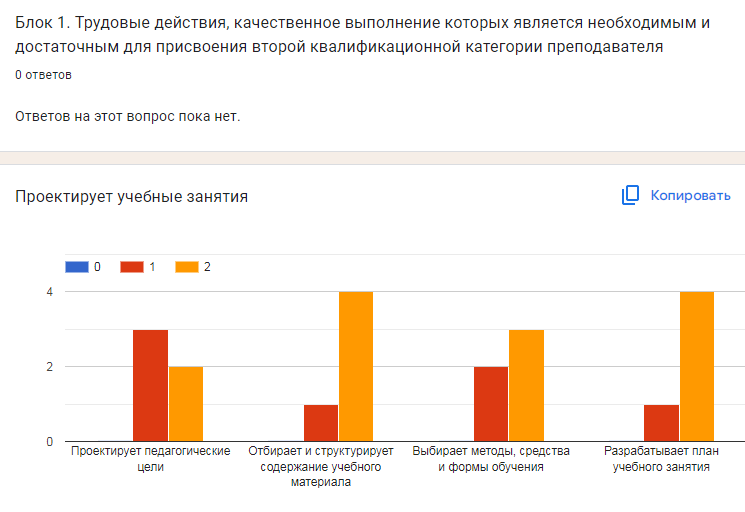 Блок 1. Трудовые действия, качественное выполнение которых является необходимым и
достаточным для присвоения второй квалификационной категории преподавателя
0 ответов
Ответов на этот вопрос пока нет.
Проектирует учебные занятия
Копировать
0 1 2
4
2
0
Проектирует педагогические
цели
Отбирает и структурирует
содержание учебного
материала
Выбирает методы, средства
и формы обучения
Разрабатывает план
учебного занятия